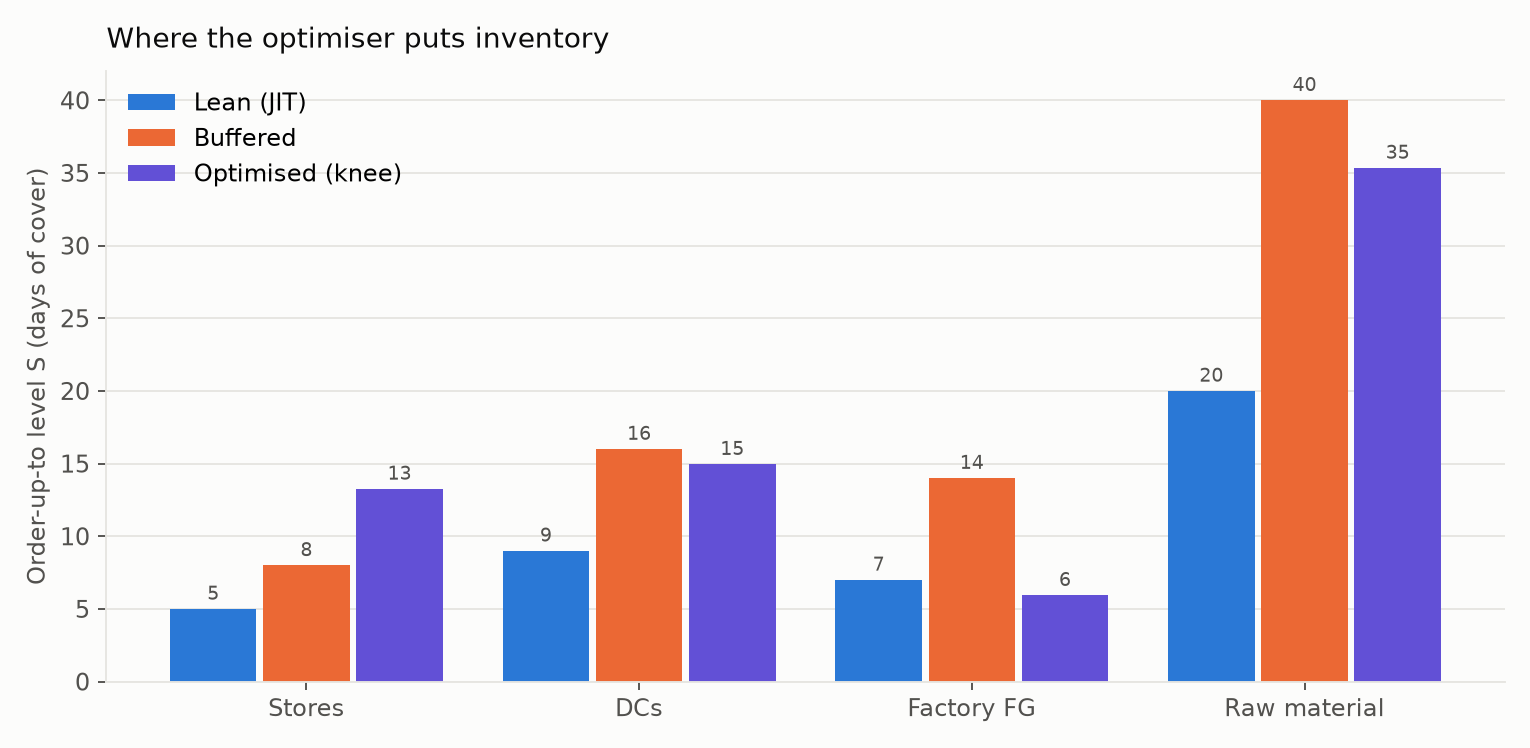 Where the optimiser puts inventory
Lean (JIT)
Buffered
Optimised (knee)
Order-up-to level S (days of cover)
40
35
30
25
20
15
10
5
0
5
8
13
9
16
15
7
14
6
20
40
35
Stores
DCs
Factory FG
Raw material